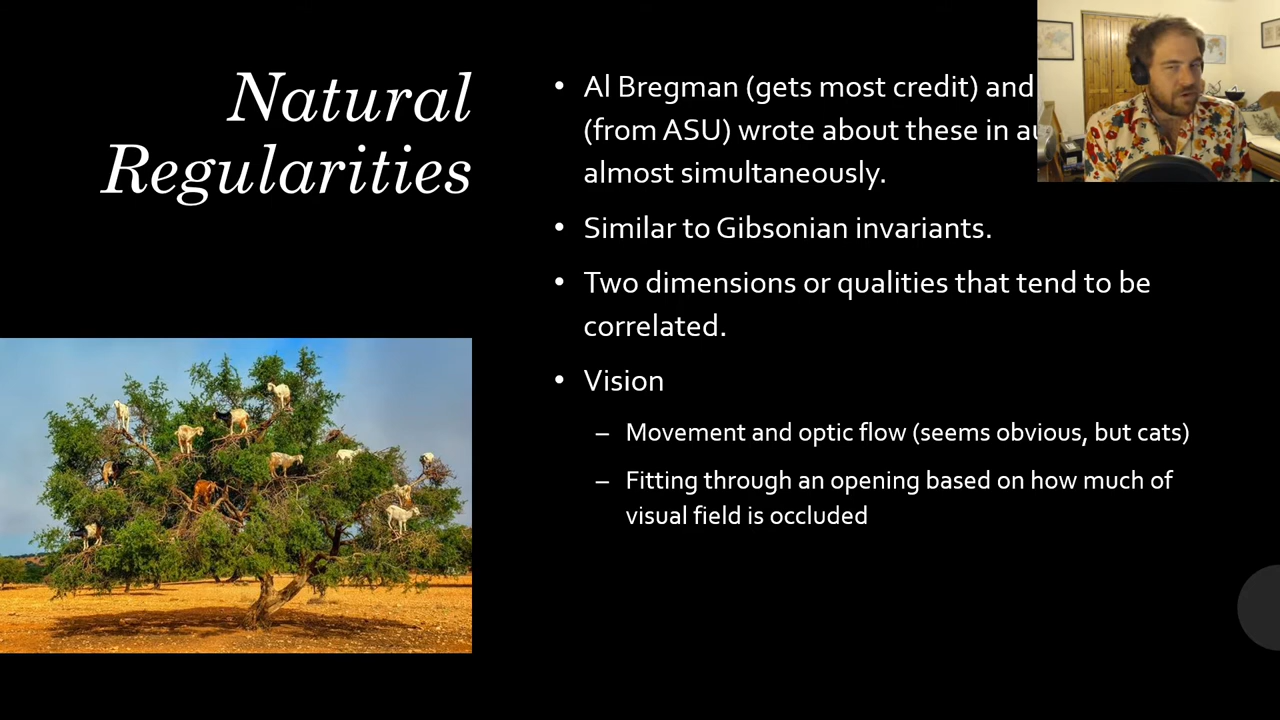 Natural
Regularities
• Al Bregman (gets most credit) and
(from ASU) wrote about these in
almost simultaneously.
• Similar to Gibsonian invariants.
• Two dimensions or qualities that tend to be
correlated.
• Vision
– Movement and optic flow (seems obvious, but cats)
– Fitting through an opening based on how much of
visual field is occluded